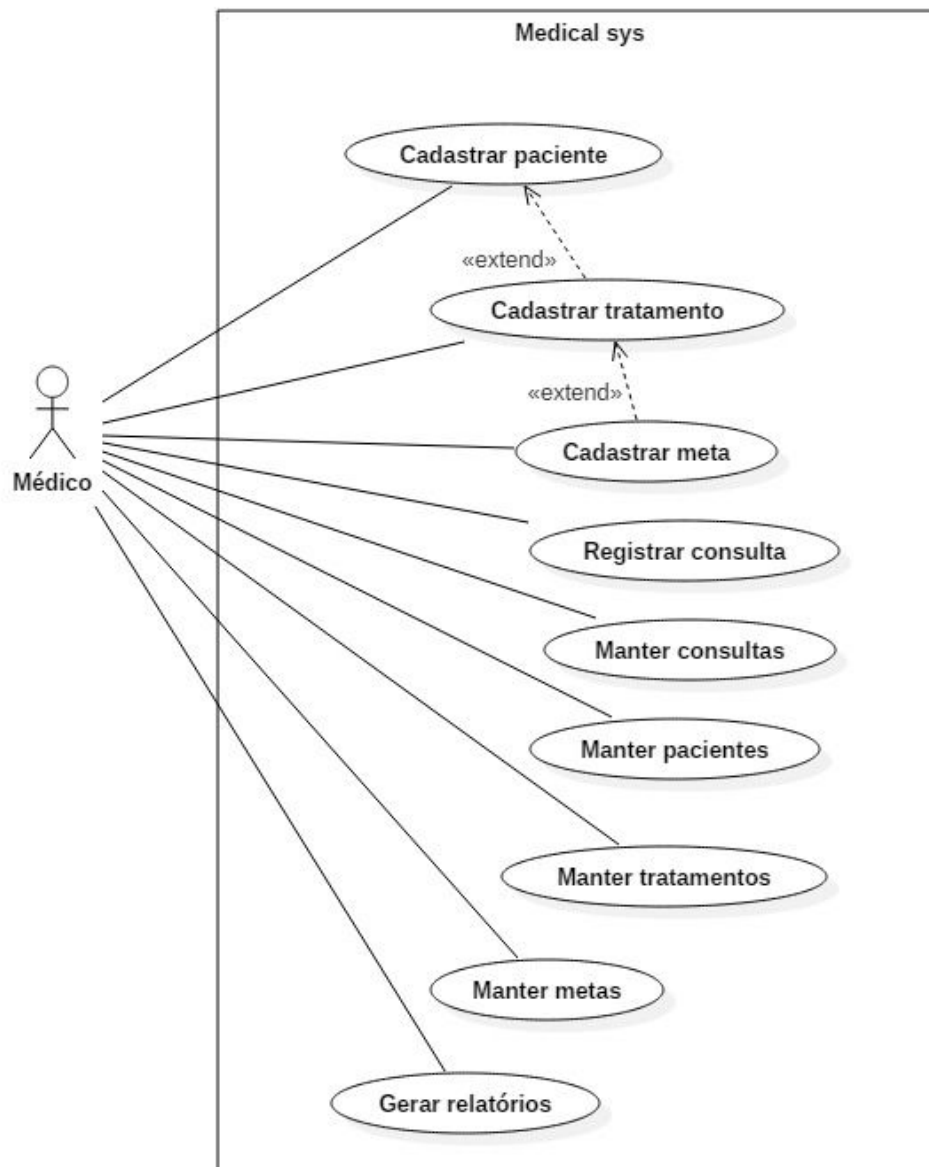 Medical sys
Cadastrar paciente
«extend»
Cadastrar tratamento
«extend»
Cadastrar meta
Médico
Registrar consulta
Manter consultas
Manter pacientes
Manter tratamentos
Manter metas
Gerar relatórios